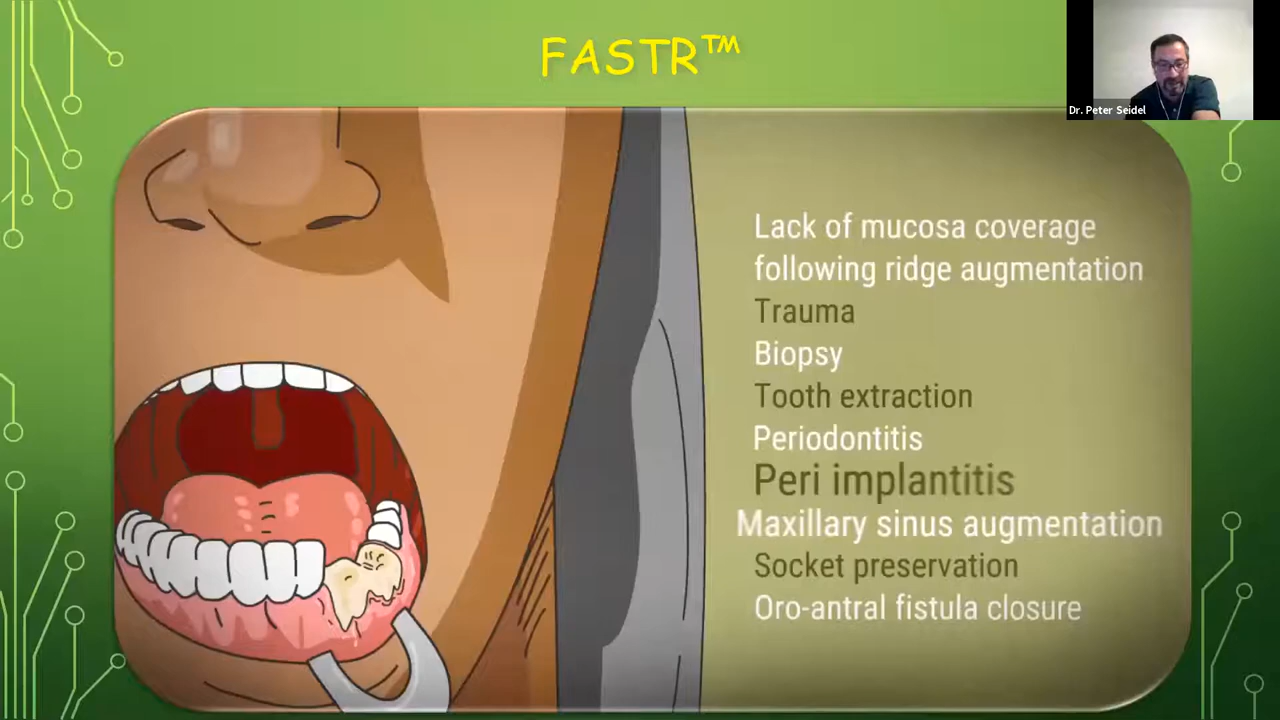 FASTR™
Dr. Peter Seidel
Lack of mucosa coverage
following ridge augmentation
Trauma
Biopsy
Tooth extraction
Periodontitis
Peri implantitis
Maxillary sinus augmentation
Socket preservation
Oro-antral fistula closure